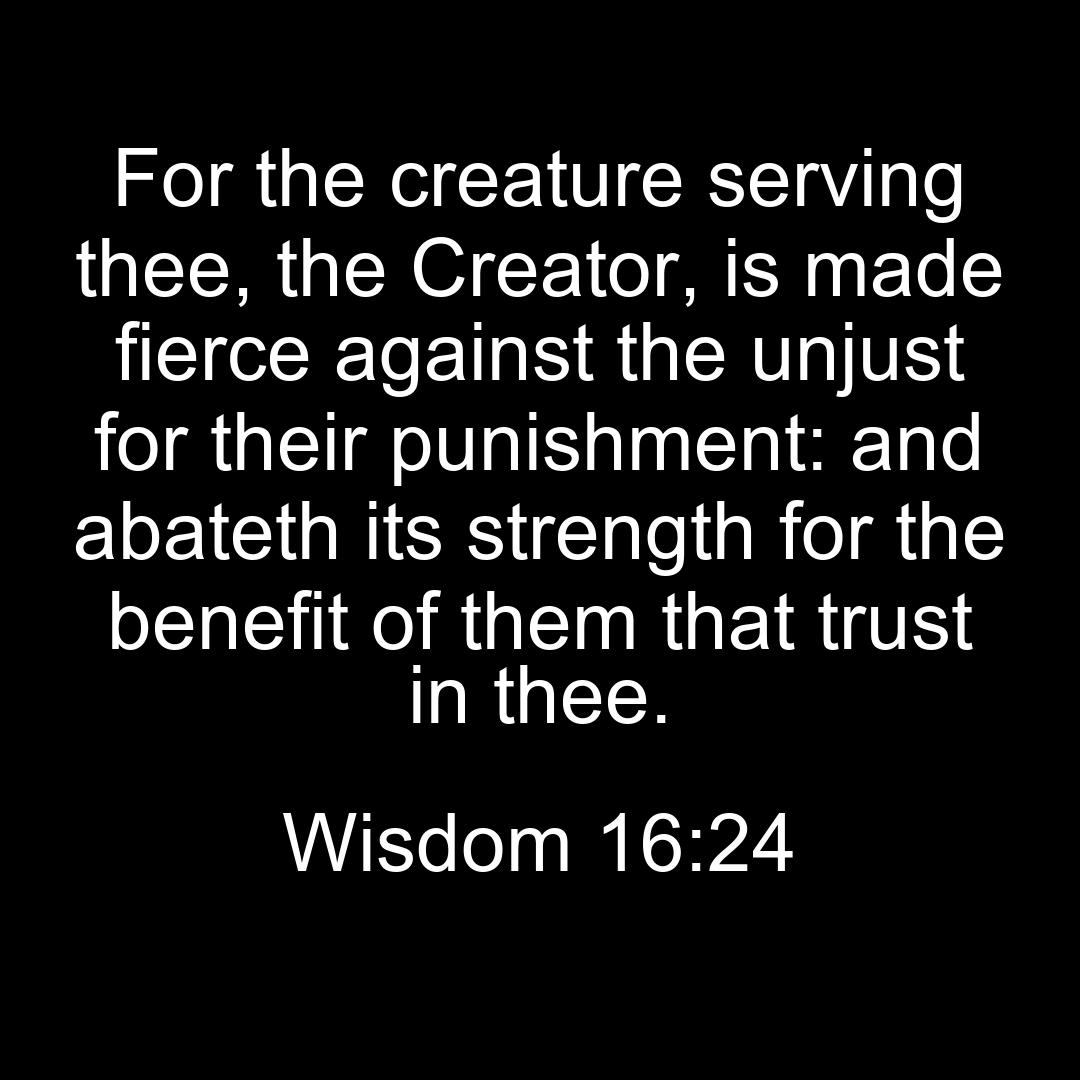 For the creature serving
thee, the Creator, is made
fierce against the unjust
for their punishment: and
abateth its strength for the
benefit of them that trust
in thee.
Wisdom 16:24